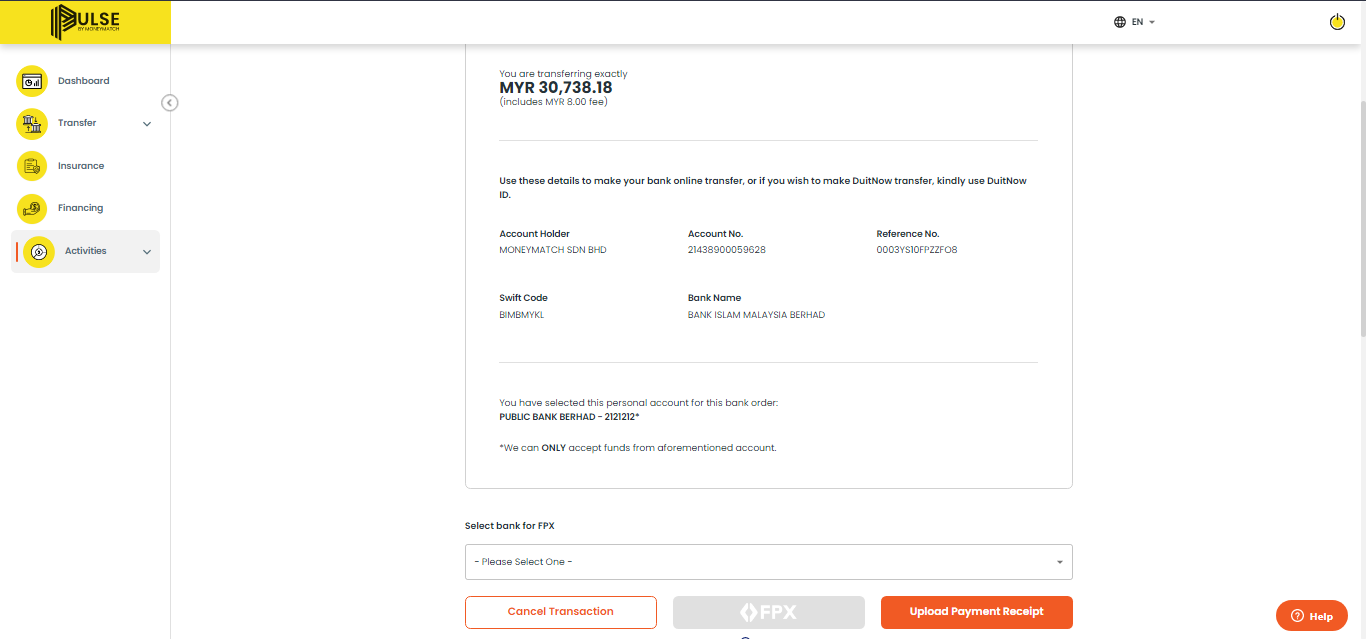 PULSE
BY MONEYMATCH
EN
Dashboard
Transfer
Insurance
Financing
Activities
You are transferring exactly
MYR 30,738.18
(includes MYR 8.00 fee)
Use these details to make your bank online transfer, or if you wish to make DuitNow transfer, kindly use DuitNow
ID.
Account Holder
MONEYMATCH SDN BHD
Account No.
21438900059628
Reference No.
0003YS10FPZZFO8
Swift Code
BIMBMYKL
Bank Name
BANK ISLAM MALAYSIA BERHAD
You have selected this personal account for this bank order:
PUBLIC BANK BERHAD - 2121212*
*We can ONLY accept funds from aforementioned account.
Select bank for FPX
- Please Select One -
Cancel Transaction
FPX
Upload Payment Receipt
Help